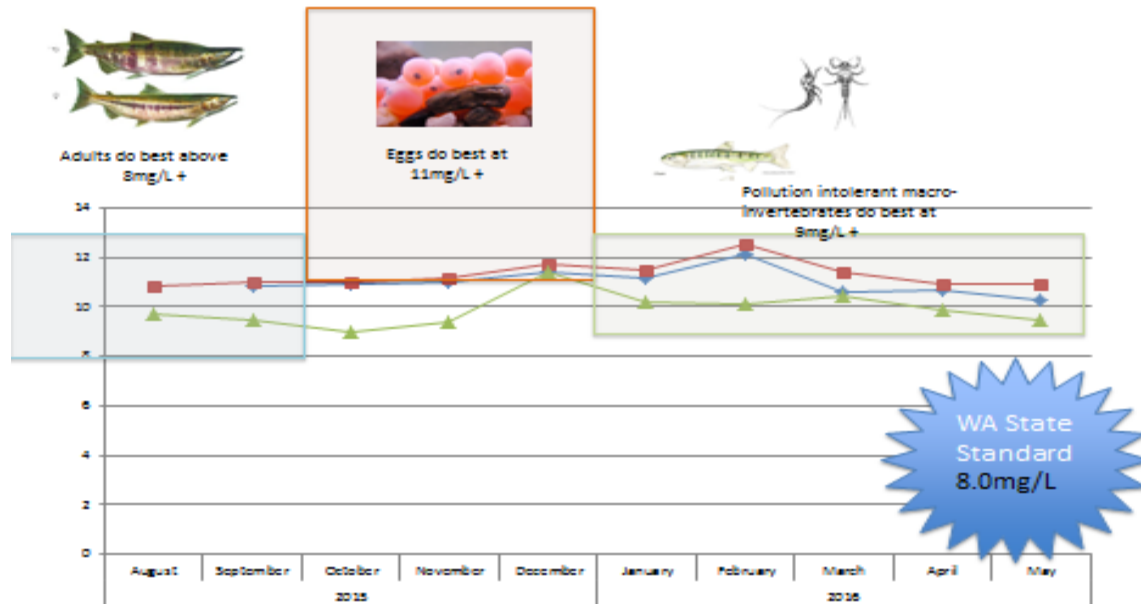 Adults do best above
8mg/L +
Eggs do best at
11mg/L +
Pollution intolerant macro-
invertebrates do best at
9mg/L +
14
12
10
8
6
4
2
0
WA State
Standard
8.0mg/L
August September October November December January February March April May
2015 2016